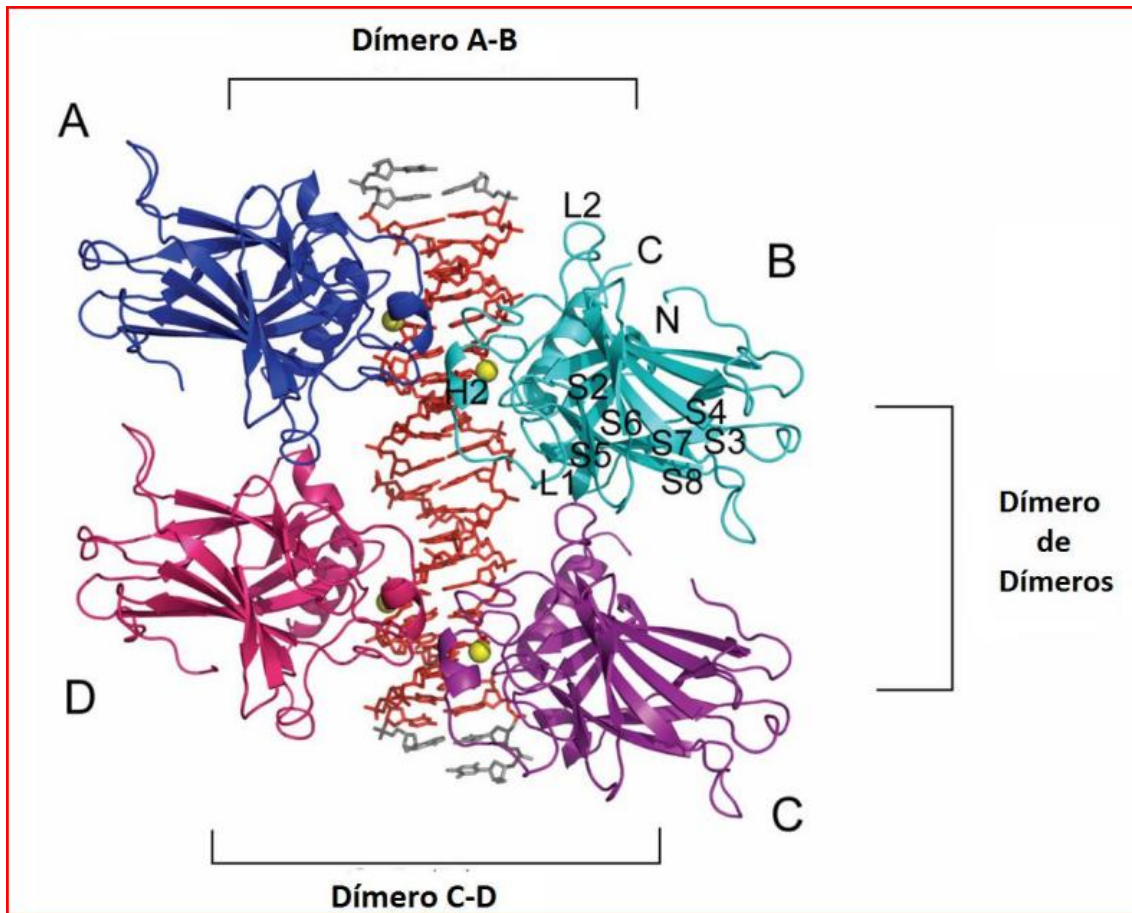 Dímero A-B
A
L2
C
B
N
H2
S2
S4
S6
S7
S3
S5
L1
S8
Dímero
de
Dímeros
D
C
Dímero C-D